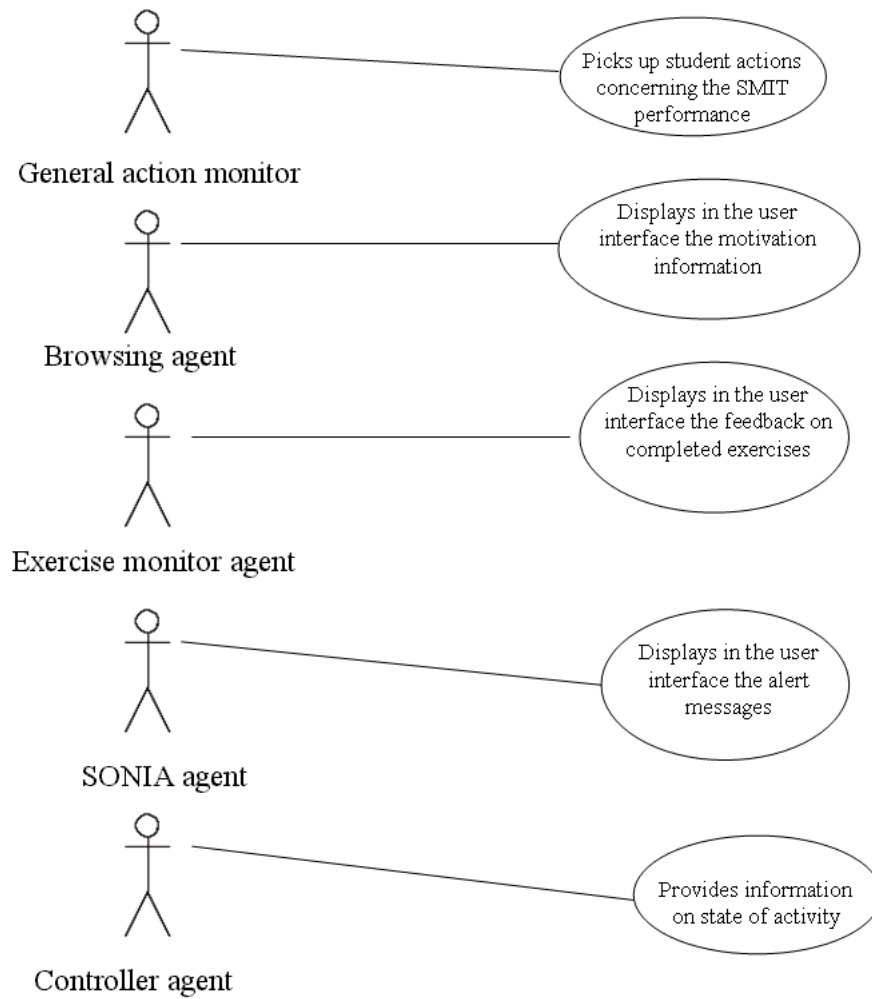 Picks up student actions
concerning the SMIT
performance
General action monitor
Displays in the user
interface the motivation
information
Browsing agent
Displays in the user
interface the feedback on
completed exercises
Exercise monitor agent
Displays in the user
interface the alert
messages
SONIA agent
Provides information
on state of activity
Controller agent